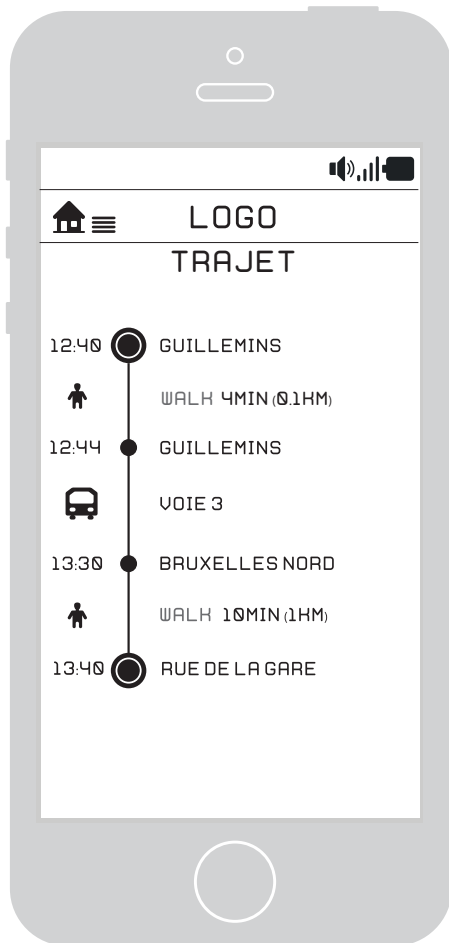 LOGO
TRAJET
12:40 GUILLEMINS
WALK 4MIN (0.1KM)
12:44 GUILLEMINS
VOIE 3
13:30 BRUXELLES NORD
WALK 10MIN (1KM)
13:40 RUE DE LA GARE